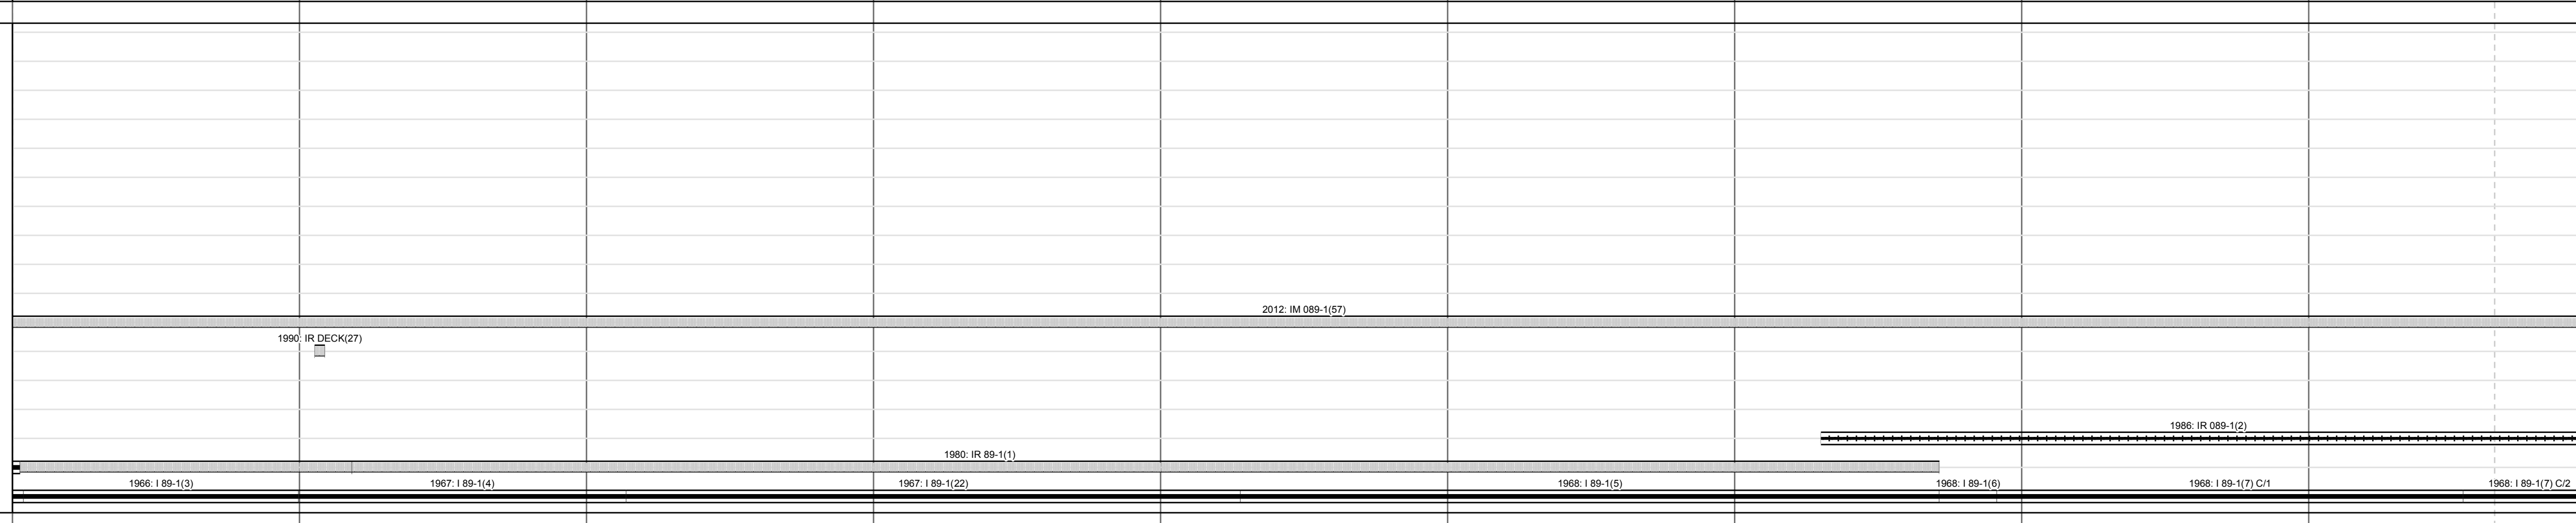 2012: IM 089-1(57)
1990: IR DECK(27)
1986: IR 089-1(2)
1980: IR 89-1(1)
1966: I 89-1(3) 1967: I 89-1(4) 1967: I 89-1(22) 1968: I 89-1(5) 1968: I 89-1(6) 1968: I 89-1(7) C/1 1968: I 89-1(7) C/2